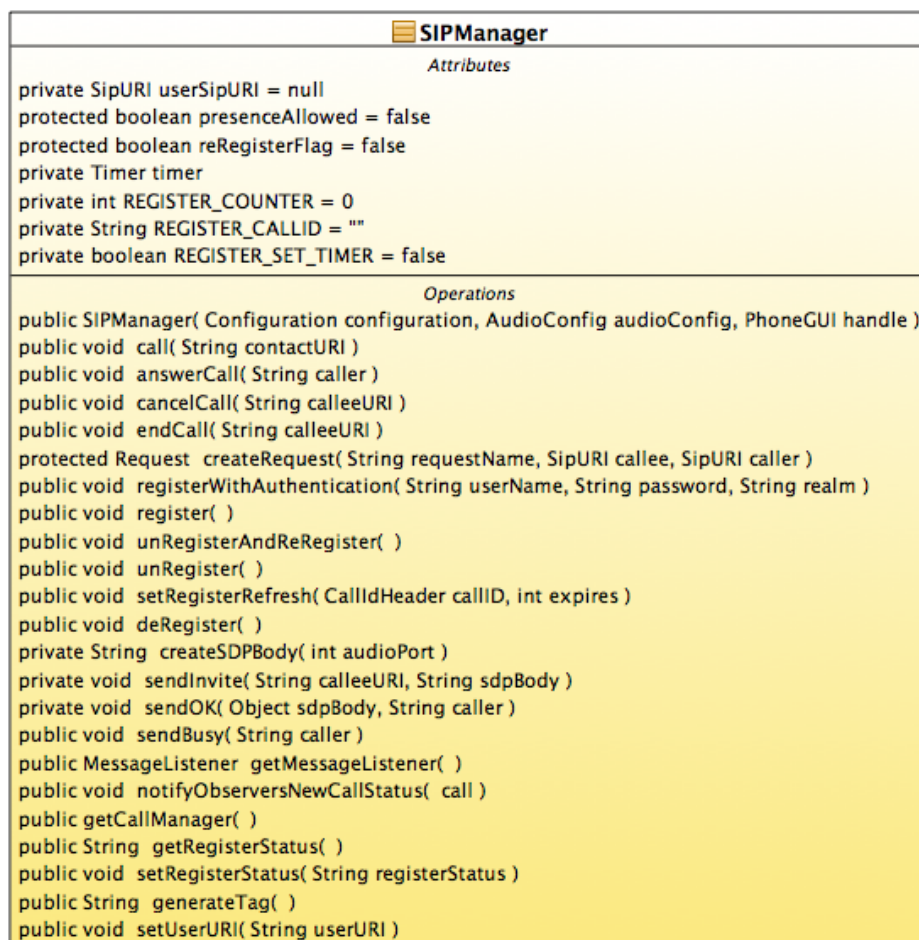 SIPManager
Attributes
private SipURI userSipURI = null
protected boolean presenceAllowed = false
protected boolean reRegisterFlag = false
private Timer timer
private int REGISTER_COUNTER = 0
private String REGISTER_CALLID = ""
private boolean REGISTER_SET_TIMER = false
Operations
public SIPManager( Configuration configuration, AudioConfig audioConfig, PhoneGUI handle )
public void call( String contactURI )
public void answerCall( String caller )
public void cancelCall( String calleeURI )
public void endCall( String calleeURI )
protected Request createRequest( String requestName, SipURI callee, SipURI caller )
public void registerWithAuthentication( String userName, String password, String realm )
public void register( )
public void unRegisterAndReRegister( )
public void unRegister( )
public void setRegisterRefresh( CallIdHeader callID, int expires )
public void deRegister( )
private String createSDPBody( int audioPort )
private void sendInvite( String calleeURI, String sdpBody )
private void sendOK( Object sdpBody, String caller )
public void sendBusy( String caller )
public MessageListener getMessageListener( )
public void notifyObserversNewCallStatus( call )
public getCallManager( )
public String getRegisterStatus( )
public void setRegisterStatus( String registerStatus )
public String generateTag( )
public void setUserURI( String userURI )